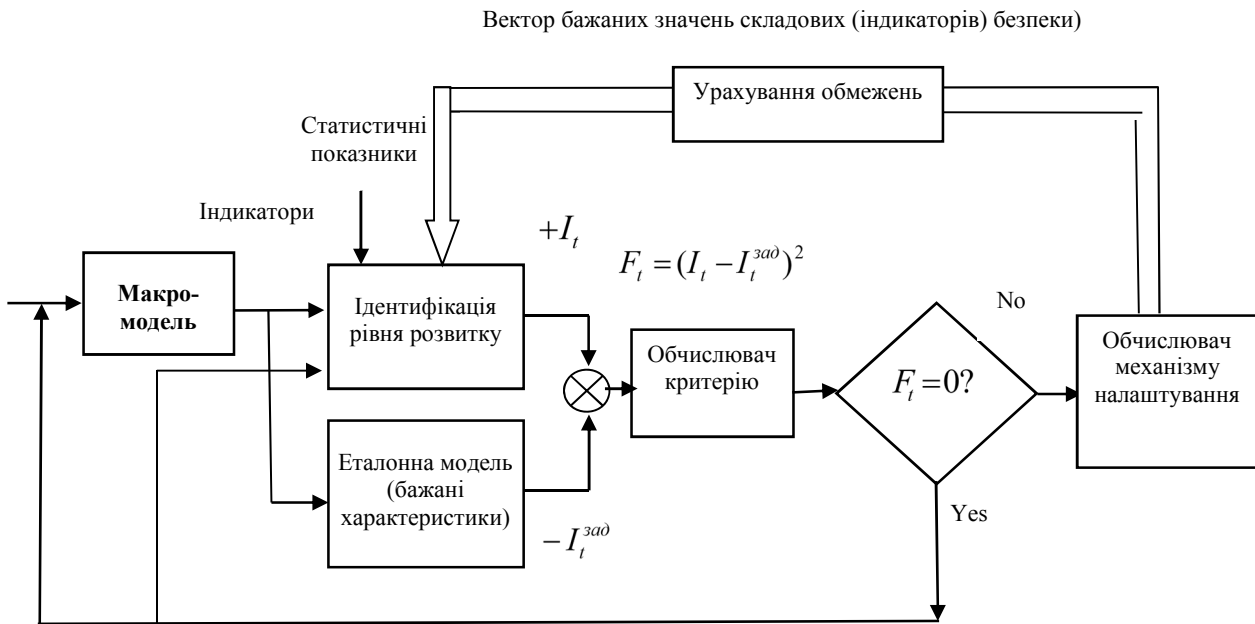 Вектор бажаних значень складових (індикаторів) безпеки)
Урахування обмежень
Статистичні
показники
Індикатори
+I_t
F_t = (I_t − I_t^{зад})^2
Макро-
модель
Ідентифікація
рівня розвитку
Обчислювач
критерію
No
F_t = 0?
Обчислювач
механізму
налаштування
Еталонна модель
(бажані
характеристики)
− I_t^{зад}
Yes